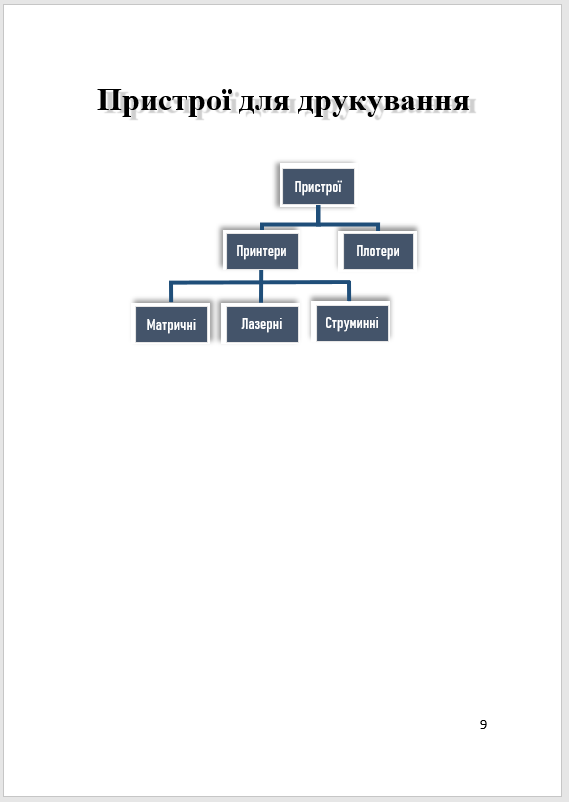 Пристрої для друкування
Пристрої
Принтери
Плотери
Матричні
Лазерні
Струминні
9